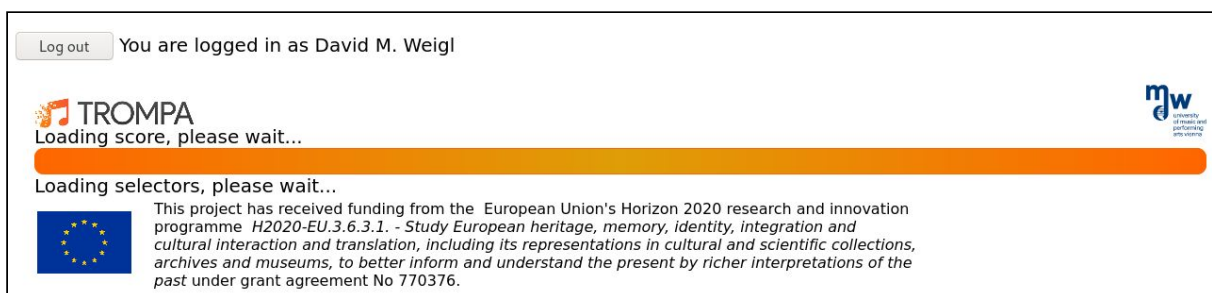 Log out You are logged in as David M. Weigl
TROMPA
mdw
university
of music and
performing
arts vienna
Loading score, please wait...
Loading selectors, please wait...
This project has received funding from the European Union's Horizon 2020 research and innovation
programme H2020-EU.3.6.3.1. - Study European heritage, memory, identity, integration and
cultural interaction and translation, including its representations in cultural and scientific collections,
archives and museums, to better inform and understand the present by richer interpretations of the
past under grant agreement No 770376.